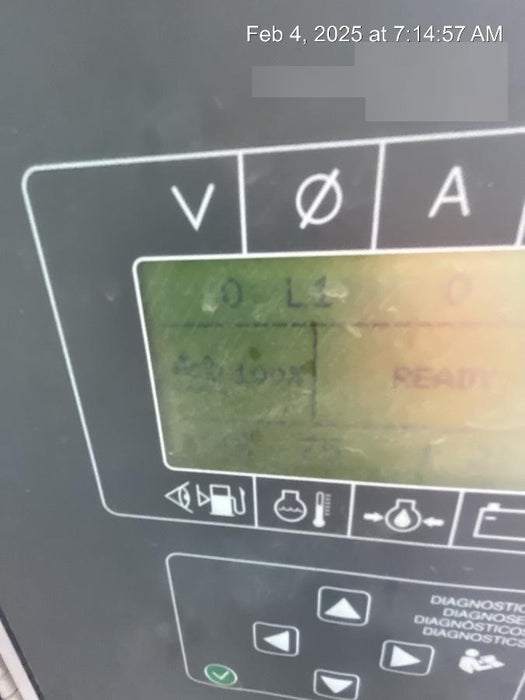 Feb 4, 2025 at 7:14:57 AM
V Ø A
0 L1 0
100% READY
DIAGNOSTIC
DIAGNOSE
DIAGNÓSTICO
DIAGNOSTICS